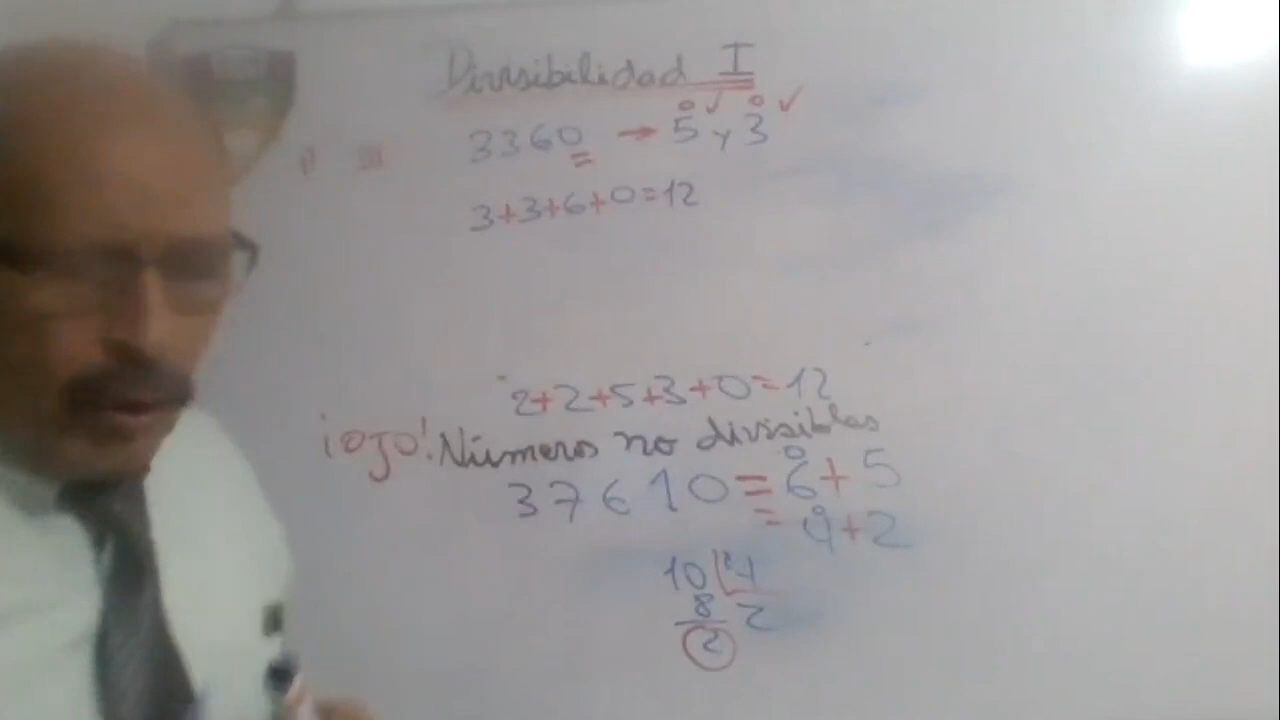 Divisibilidad I
3360 → 5̊ ✓ y 3̊ ✓
3+3+6+0=12
2+2+5+3+0=12
¡OJO! Números no divisibles
37610 = 6̊ + 5
= 4̊ + 2
10 4
8 2
2